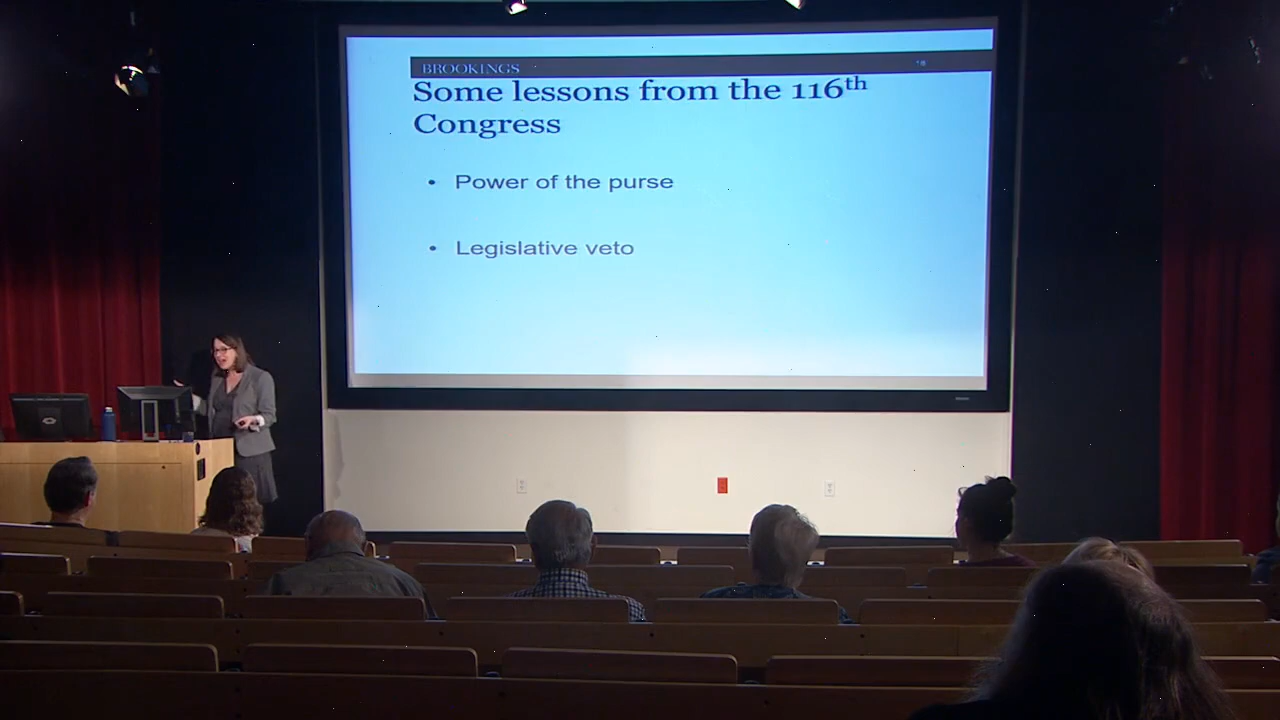 BROOKINGS
Some lessons from the 116th
Congress
• Power of the purse
• Legislative veto